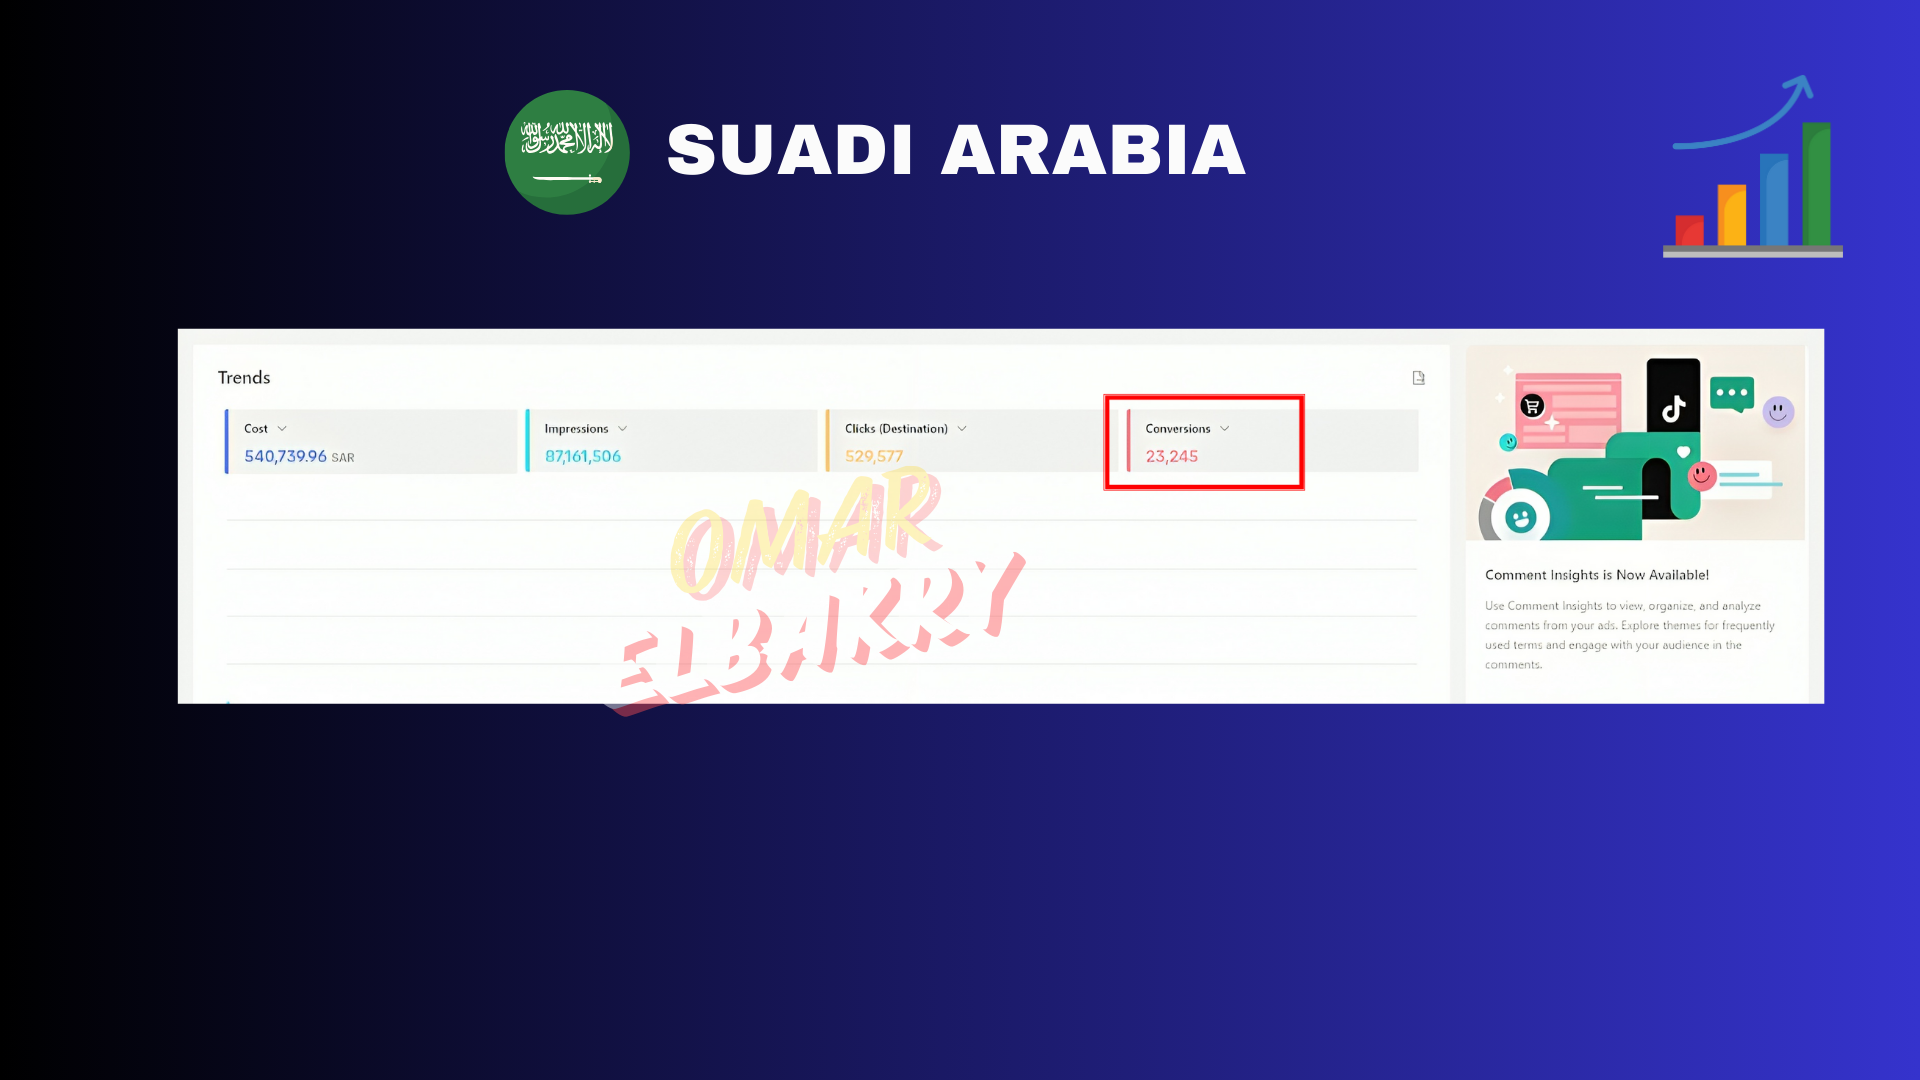 لا إله إلا الله محمد رسول الله
SUADI ARABIA
Trends
Cost
Impressions
Clicks (Destination)
Conversions
540,739.96 SAR
87,161,506
529,577
23,245
OMAR
ELBAKRY
Comment Insights is Now Available!
Use Comment Insights to view, organize, and analyze
comments from your ads. Explore themes for frequently
used terms and engage with your audience in the
comments.